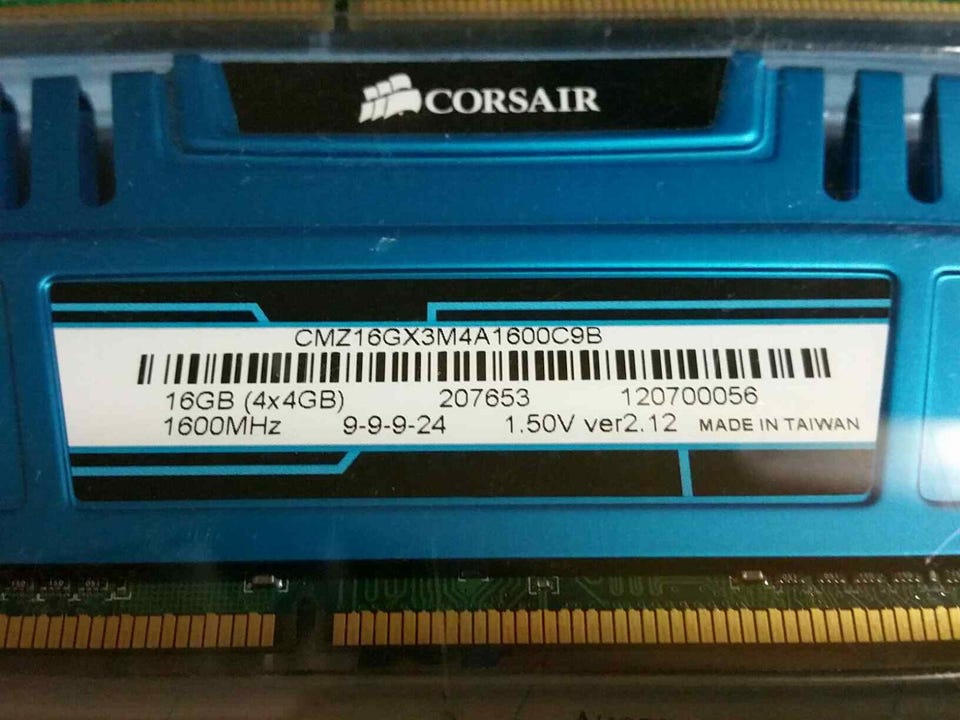 CORSAIR
CMZ16GX3M4A1600C9B
16GB (4x4GB) 207653 120700056
1600MHz 9-9-9-24 1.50V ver2.12 MADE IN TAIWAN